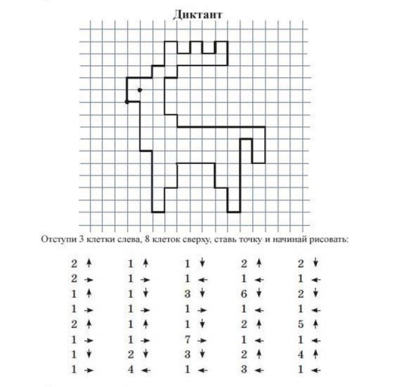 Диктант
Отступи 3 клетки слева, 8 клеток сверху, ставь точку и начинай рисовать:
2 ↑ 1 ↑ 1 ↓ 2 ↑ 2 ↓
2 → 1 → 1 ← 1 ← 1 ←
1 ↑ 1 ↓ 3 ↓ 6 ↓ 2 ↓
1 → 1 → 1 → 1 ← 1 ←
2 ↑ 1 ↑ 1 ↓ 2 ↑ 5 ↑
1 → 1 → 7 → 1 ← 1 ←
1 ↓ 2 ↓ 3 ↓ 2 ↑ 4 ↑
1 → 4 ← 1 ← 3 ← 1 ←